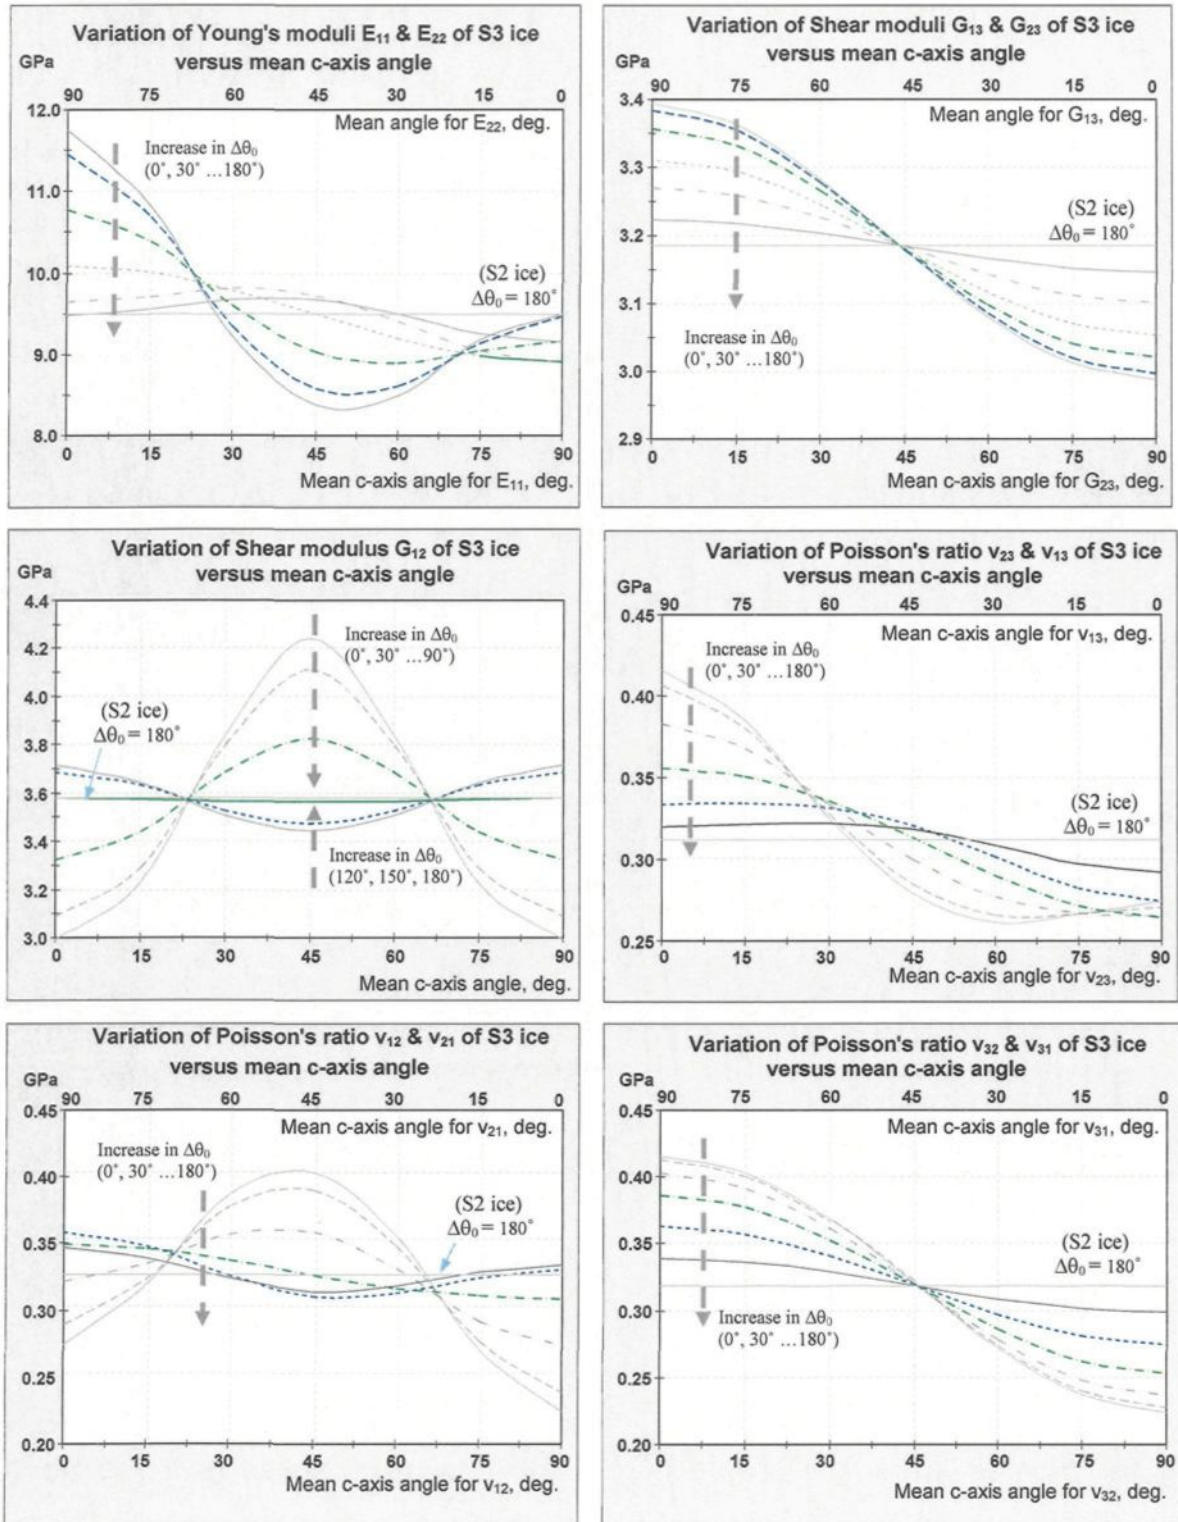 Variation of Young's moduli E₁₁ & E₂₂ of S3 ice
versus mean c-axis angle
GPa
90 75 60 45 30 15 0
Mean angle for E₂₂, deg.
12.0
11.0
10.0
9.0
8.0
Increase in Δθ₀
(0˚, 30˚ ...180˚)
(S2 ice)
Δθ₀ = 180˚
0 15 30 45 60 75 90
Mean c-axis angle for E₁₁, deg.
Variation of Shear moduli G₁₃ & G₂₃ of S3 ice
versus mean c-axis angle
GPa
90 75 60 45 30 15 0
Mean angle for G₁₃, deg.
3.4
3.3
3.2
3.1
3.0
2.9
(S2 ice)
Δθ₀ = 180˚
Increase in Δθ₀
(0˚, 30˚ ...180˚)
0 15 30 45 60 75 90
Mean c-axis angle for G₂₃, deg.
Variation of Shear modulus G₁₂ of S3 ice
versus mean c-axis angle
GPa
4.4
4.2
4.0
3.8
3.6
3.4
3.2
3.0
Increase in Δθ₀
(0˚, 30˚ ...90˚)
(S2 ice)
Δθ₀ = 180˚
Increase in Δθ₀
(120˚, 150˚, 180˚)
0 15 30 45 60 75 90
Mean c-axis angle, deg.
Variation of Poisson's ratio v₂₃ & v₁₃ of S3 ice
versus mean c-axis angle
GPa
90 75 60 45 30 15 0
Mean c-axis angle for v₁₃, deg.
0.45
0.40
0.35
0.30
0.25
Increase in Δθ₀
(0˚, 30˚ ...180˚)
(S2 ice)
Δθ₀ = 180˚
0 15 30 45 60 75 90
Mean c-axis angle for v₂₃, deg.
Variation of Poisson's ratio v₁₂ & v₂₁ of S3 ice
versus mean c-axis angle
GPa
90 75 60 45 30 15 0
Mean c-axis angle for v₂₁, deg.
0.45
0.40
0.35
0.30
0.25
0.20
Increase in Δθ₀
(0˚, 30˚ ...180˚)
(S2 ice)
Δθ₀ = 180˚
0 15 30 45 60 75 90
Mean c-axis angle for v₁₂, deg.
Variation of Poisson's ratio v₃₂ & v₃₁ of S3 ice
versus mean c-axis angle
GPa
90 75 60 45 30 15 0
Mean c-axis angle for v₃₁, deg.
0.45
0.40
0.35
0.30
0.25
0.20
(S2 ice)
Δθ₀ = 180˚
Increase in Δθ₀
(0˚, 30˚ ...180˚)
0 15 30 45 60 75 90
Mean c-axis angle for v₃₂, deg.